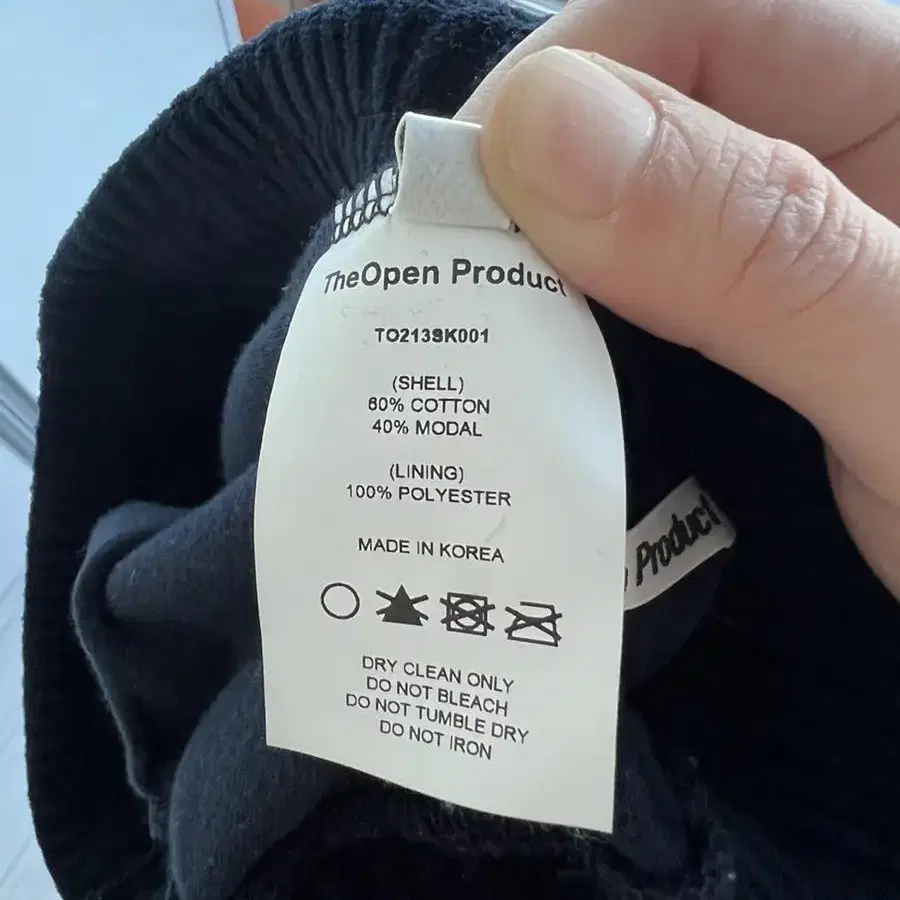 TheOpen Product
TO213SK001
(SHELL)
60% COTTON
40% MODAL
(LINING)
100% POLYESTER
MADE IN KOREA
DRY CLEAN ONLY
DO NOT BLEACH
DO NOT TUMBLE DRY
DO NOT IRON
Product